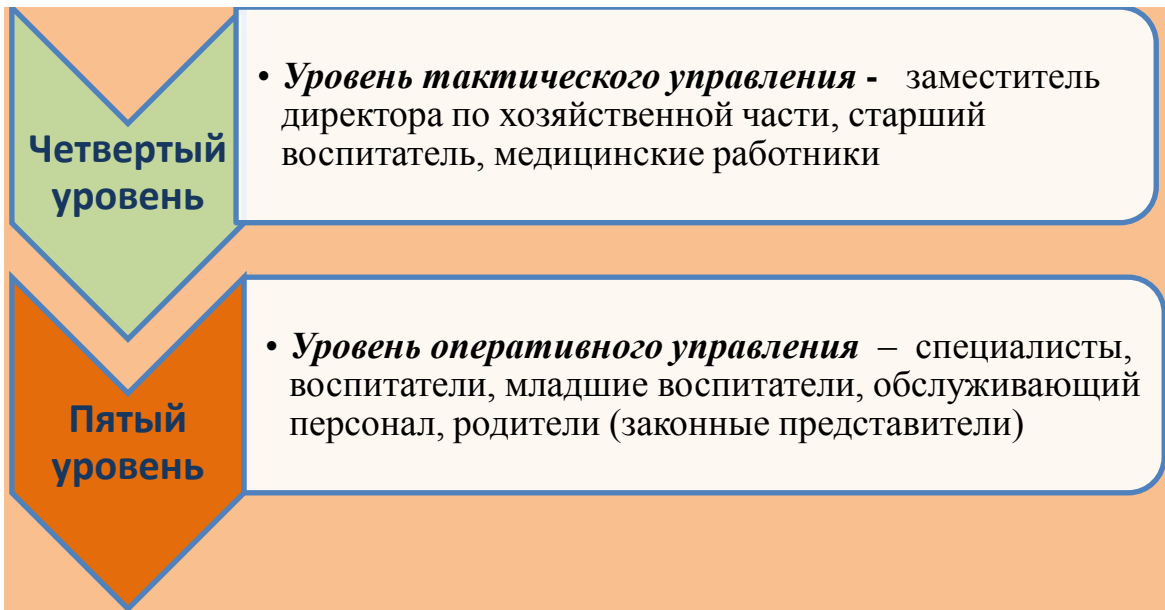 Четвертый
уровень
• Уровень тактического управления - заместитель
директора по хозяйственной части, старший
воспитатель, медицинские работники
Пятый
уровень
• Уровень оперативного управления – специалисты,
воспитатели, младшие воспитатели, обслуживающий
персонал, родители (законные представители)